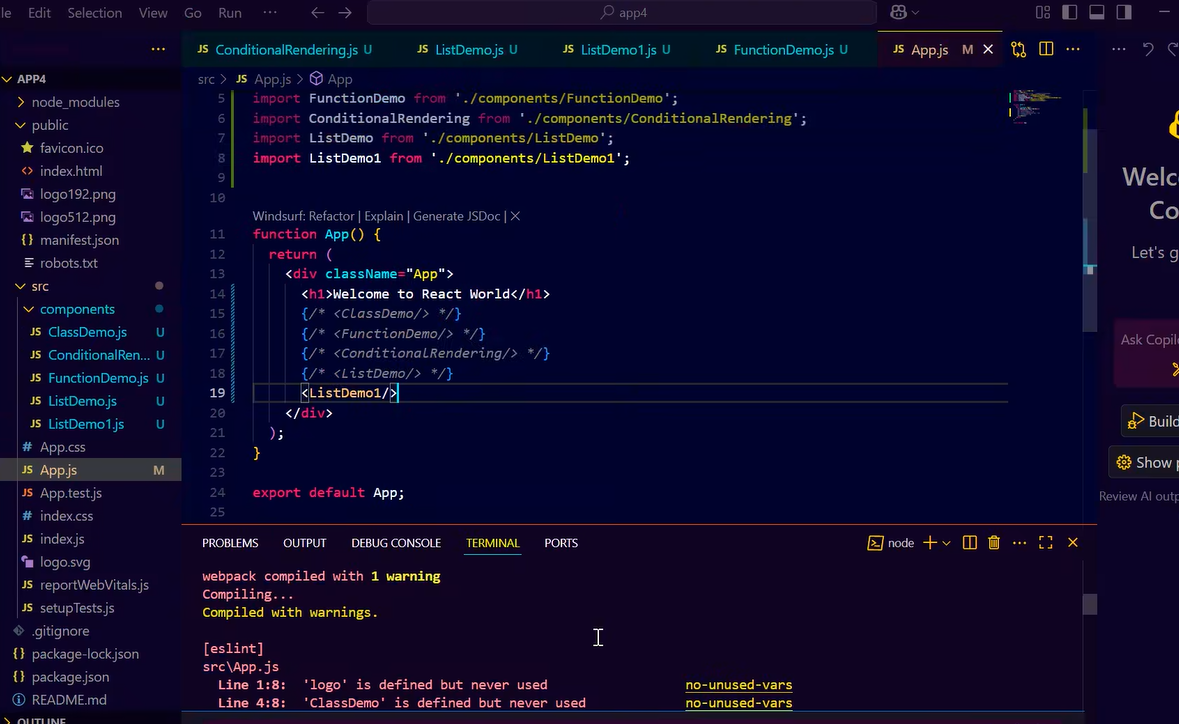 le Edit Selection View Go Run ··· ← → app4
APP4
node_modules
public
favicon.ico
index.html
logo192.png
logo512.png
manifest.json
robots.txt
src
components
ClassDemo.js U
ConditionalRen... U
FunctionDemo.js U
ListDemo.js U
ListDemo1.js U
App.css
App.js M
App.test.js
index.css
index.js
logo.svg
reportWebVitals.js
setupTests.js
.gitignore
package-lock.json
package.json
README.md
OUTLINE
JS ConditionalRendering.js U JS ListDemo.js U JS ListDemo1.js U JS FunctionDemo.js U JS App.js M
src > JS App.js > App
5 import FunctionDemo from './components/FunctionDemo';
6 import ConditionalRendering from './components/ConditionalRendering';
7 import ListDemo from './components/ListDemo';
8 import ListDemo1 from './components/ListDemo1';
9
10
Windsurf: Refactor | Explain | Generate JSDoc | ×
11 function App() {
12 return (
13 <div className="App">
14 <h1>Welcome to React World</h1>
15 {/* <ClassDemo/> */}
16 {/* <FunctionDemo/> */}
17 {/* <ConditionalRendering/> */}
18 {/* <ListDemo/> */}
19 <ListDemo1/>
20 </div>
21 );
22 }
23
24 export default App;
25
PROBLEMS OUTPUT DEBUG CONSOLE TERMINAL PORTS node
webpack compiled with 1 warning
Compiling...
Compiled with warnings.
[eslint]
src\App.js
Line 1:8: 'logo' is defined but never used no-unused-vars
Line 4:8: 'ClassDemo' is defined but never used no-unused-vars
Welc
Co
Let's g
Ask Copil
Build
Show p
Review AI outp